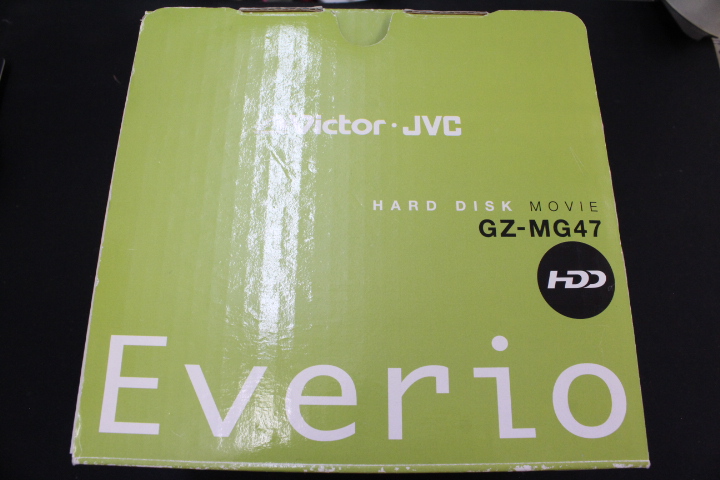 Victor · JVC
HARD DISK MOVIE
GZ-MG47
HDD
Everio